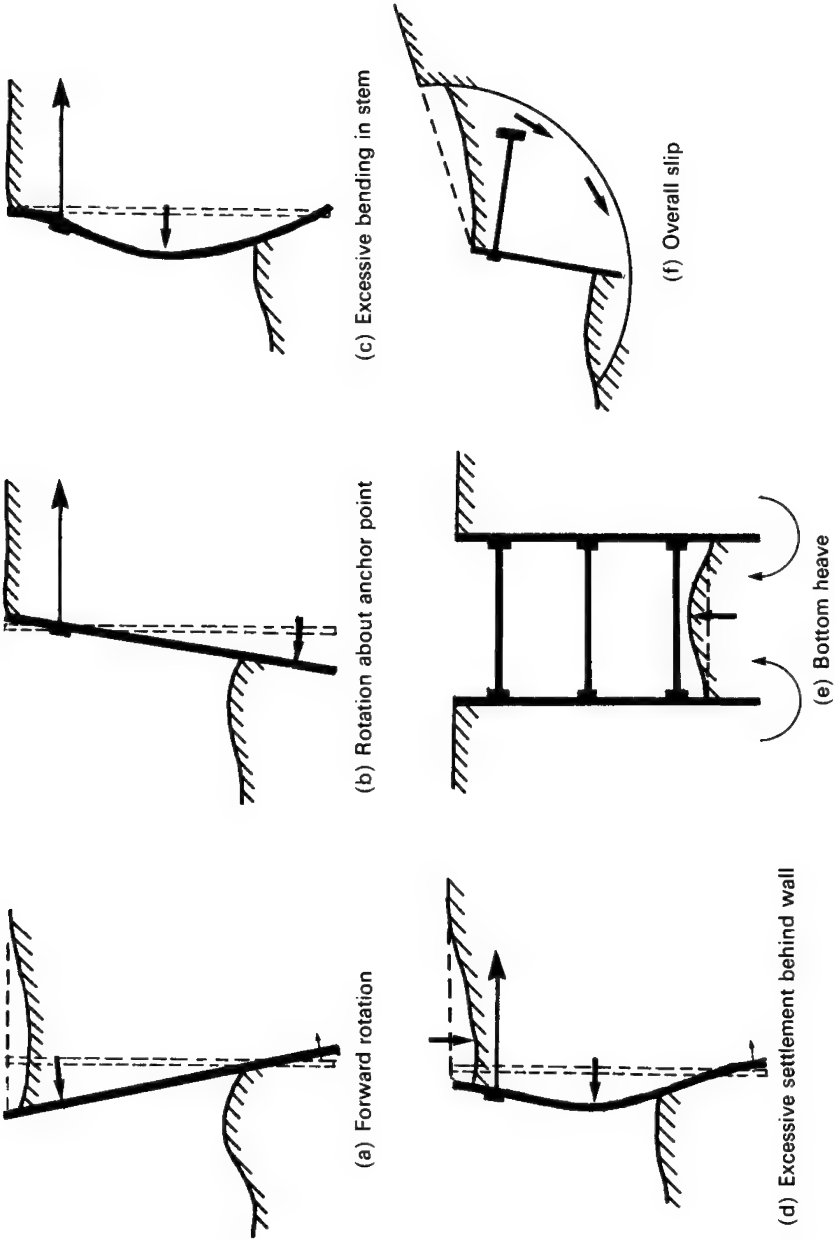 (a) Forward rotation
(b) Rotation about anchor point
(c) Excessive bending in stem
(d) Excessive settlement behind wall
(e) Bottom heave
(f) Overall slip